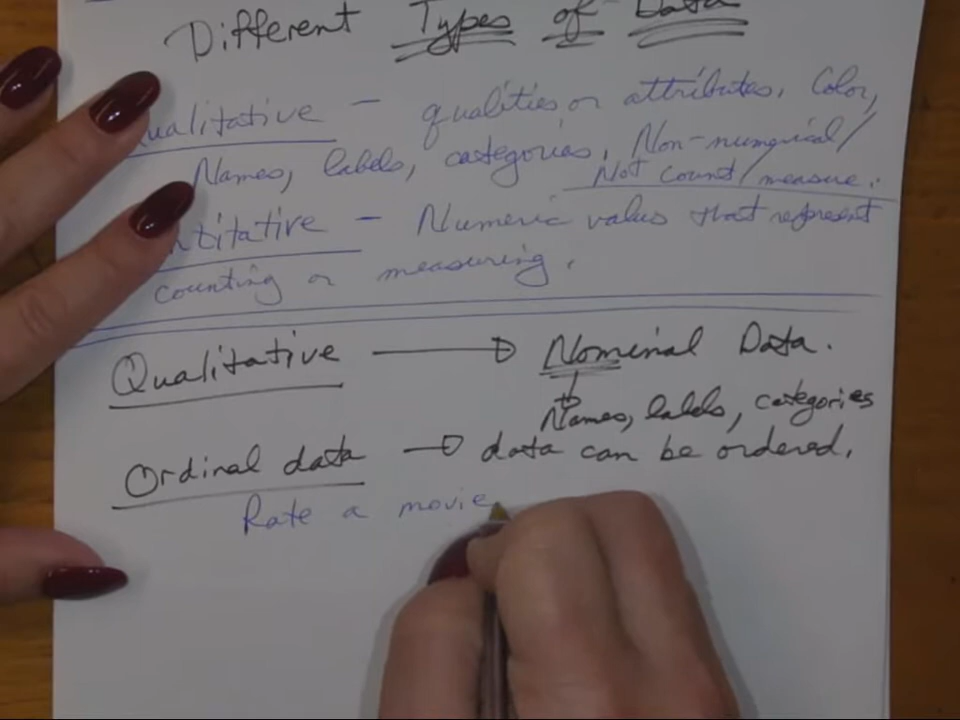 Different Types of Data
ualitative – qualities or attributes, Color,
Names, labels, categories, Non-numerical/
Not count/measure.
ntitative – Numeric values that represent
counting or measuring.
Qualitative → Nominal Data.
Names, labels, categories
Ordinal data → data can be ordered.
Rate a movie